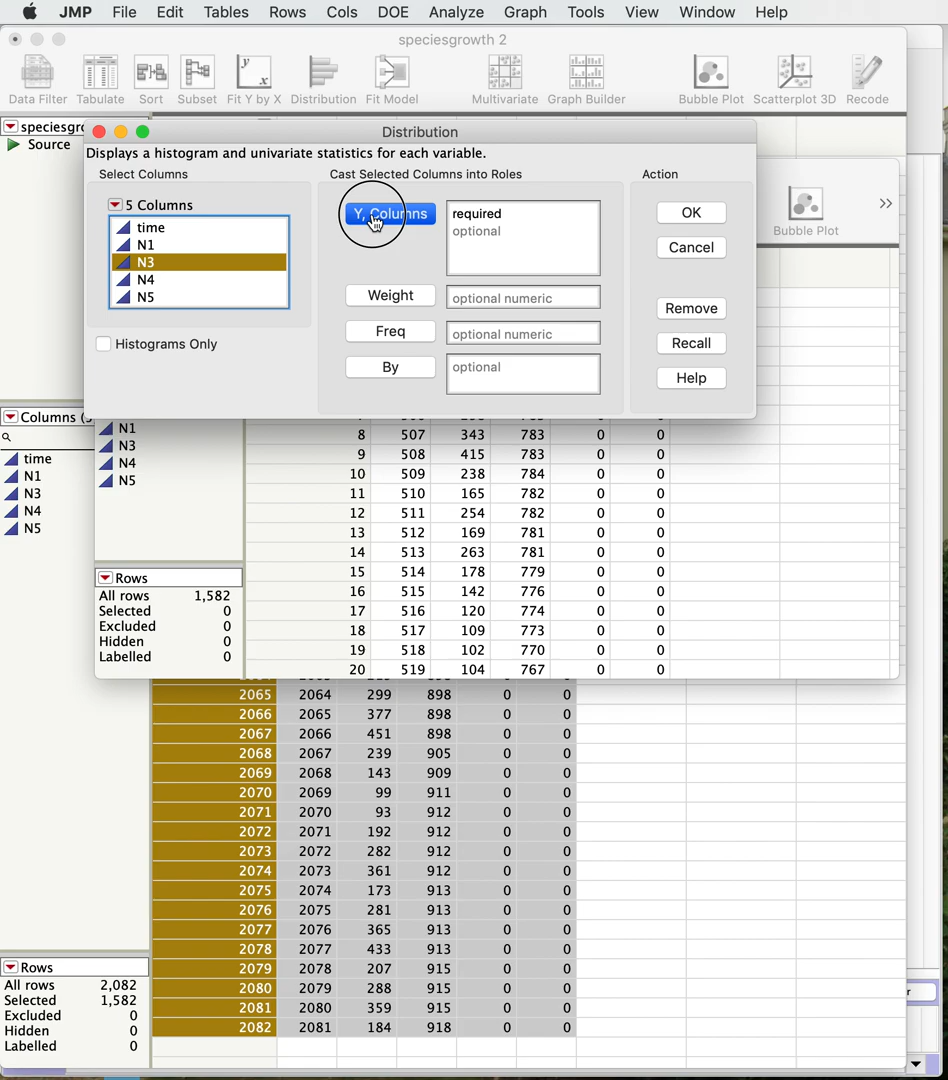 JMP File Edit Tables Rows Cols DOE Analyze Graph Tools View Window Help
speciesgrowth 2
Data Filter Tabulate Sort Subset Fit Y by X Distribution Fit Model Multivariate Graph Builder Bubble Plot Scatterplot 3D Recode
y
x
Source
Distribution
Displays a histogram and univariate statistics for each variable.
Select Columns
5 Columns
time
N1
N3
N4
N5
Histograms Only
Cast Selected Columns into Roles
Y, Columns required
optional
Weight optional numeric
Freq optional numeric
By optional
Action
OK
Cancel
Remove
Recall
Help
Bubble Plot
Columns
time
N1
N3
N4
N5
N1
N3
N4
N5
8 507 343 783 0 0
9 508 415 783 0 0
10 509 238 784 0 0
11 510 165 782 0 0
12 511 254 782 0 0
13 512 169 781 0 0
14 513 263 781 0 0
15 514 178 779 0 0
16 515 142 776 0 0
17 516 120 774 0 0
18 517 109 773 0 0
19 518 102 770 0 0
20 519 104 767 0 0
Rows
All rows 1,582
Selected 0
Excluded 0
Hidden 0
Labelled 0
2065 2064 299 898 0 0
2066 2065 377 898 0 0
2067 2066 451 898 0 0
2068 2067 239 905 0 0
2069 2068 143 909 0 0
2070 2069 99 911 0 0
2071 2070 93 912 0 0
2072 2071 192 912 0 0
2073 2072 282 912 0 0
2074 2073 361 912 0 0
2075 2074 173 913 0 0
2076 2075 281 913 0 0
2077 2076 365 913 0 0
2078 2077 433 913 0 0
2079 2078 207 915 0 0
2080 2079 288 915 0 0
2081 2080 359 915 0 0
2082 2081 184 918 0 0
Rows
All rows 2,082
Selected 1,582
Excluded 0
Hidden 0
Labelled 0